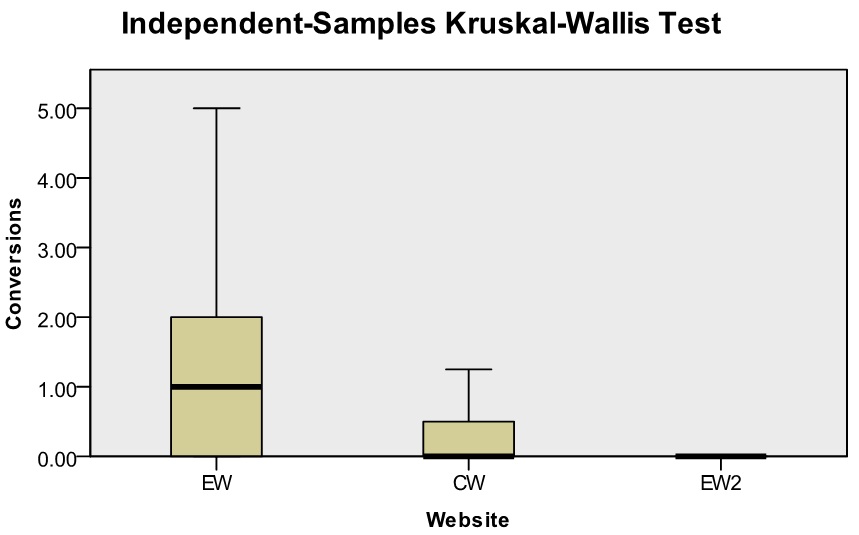 Independent-Samples Kruskal-Wallis Test
5.00
4.00
3.00
2.00
1.00
0.00
Conversions
EW CW EW2
Website